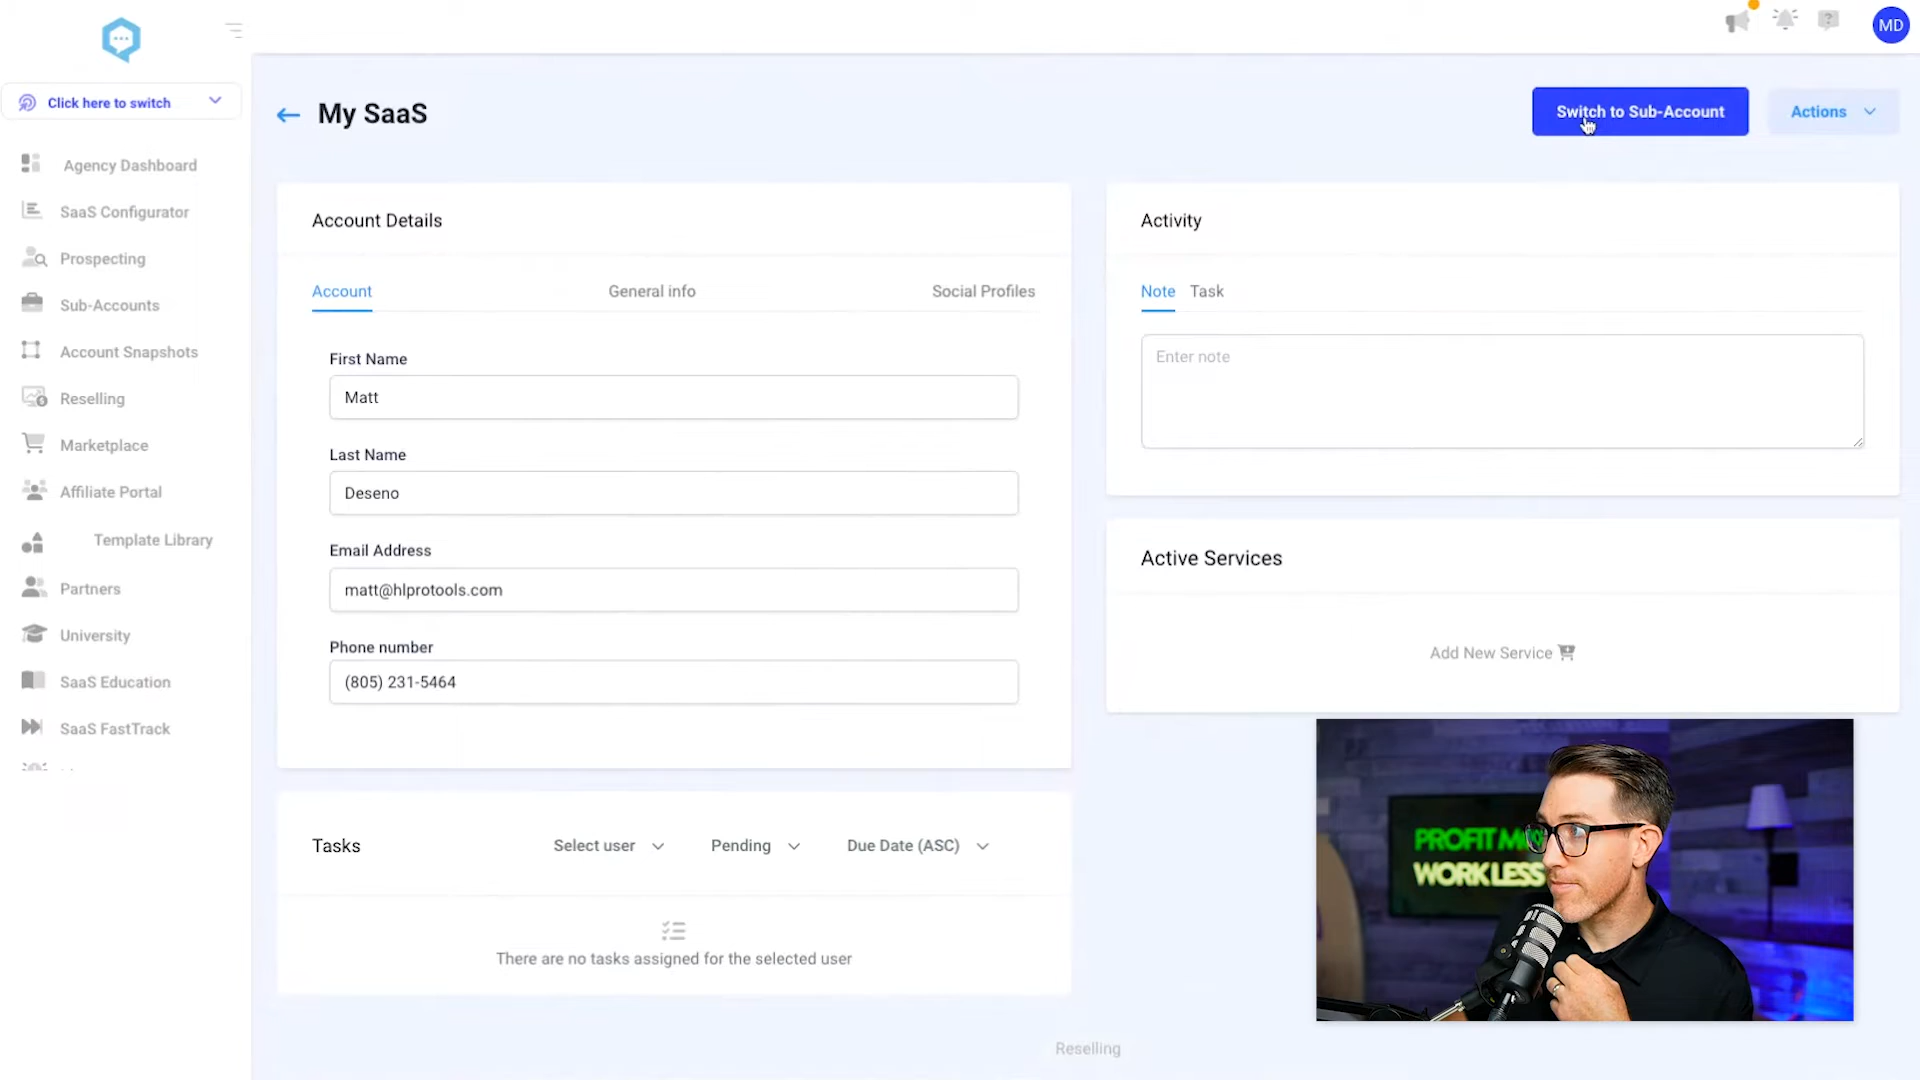 MD
Click here to switch
My SaaS
Switch to Sub-Account
Actions
Agency Dashboard
SaaS Configurator
Prospecting
Sub-Accounts
Account Snapshots
Reselling
Marketplace
Affiliate Portal
Template Library
Partners
University
SaaS Education
SaaS FastTrack
Account Details
Account
General info
Social Profiles
First Name
Matt
Last Name
Deseno
Email Address
matt@hlprotools.com
Phone number
(805) 231-5464
Activity
Note
Task
Enter note
Active Services
Add New Service
Tasks
Select user
Pending
Due Date (ASC)
There are no tasks assigned for the selected user
PROFIT
WORK LESS
Reselling